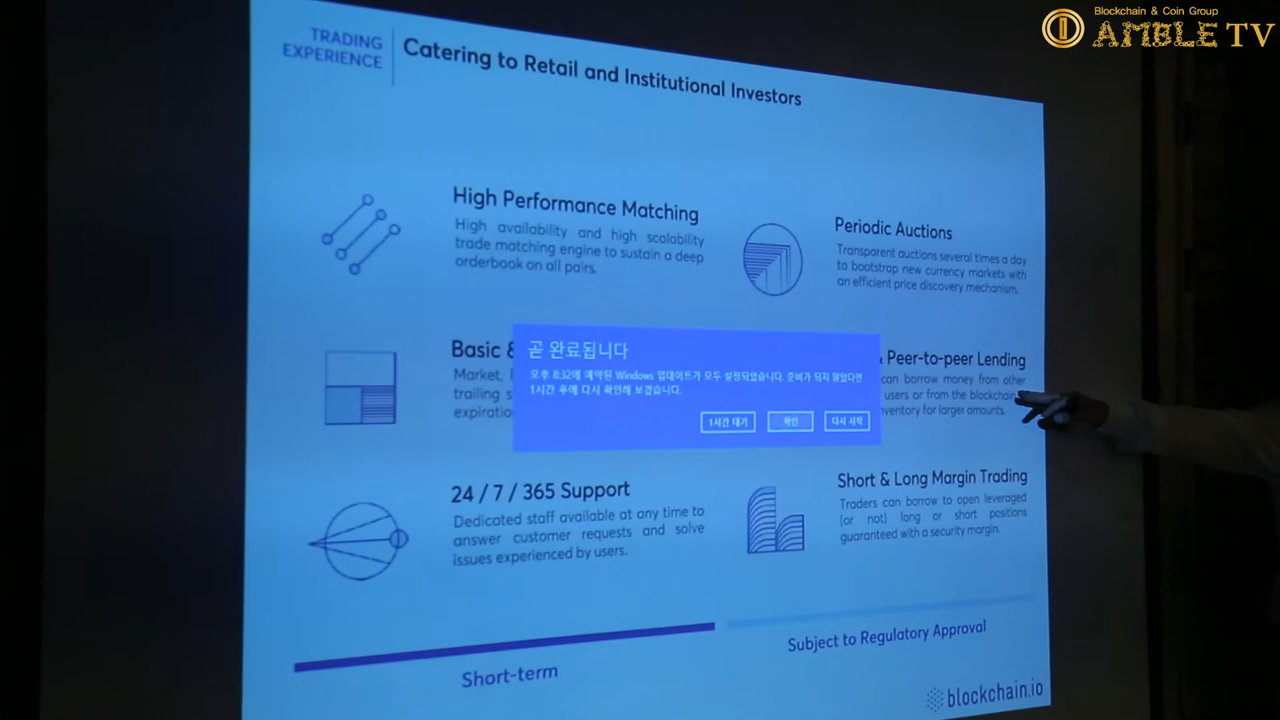 Blockchain & Coin Group
AMBLE TV
TRADING
EXPERIENCE
Catering to Retail and Institutional Investors
High Performance Matching
High availability and high scalability
trade matching engine to sustain a deep
orderbook on all pairs.
Periodic Auctions
Transparent auctions several times a day
to bootstrap new currency markets with
an efficient price discovery mechanism.
Basic &
Market,
trailing s
expiratio
곧 완료됩니다
오후 8:32에 예약된 Windows 업데이트가 모두 설정되었습니다. 준비가 되지 않았다면
1시간 후에 다시 확인해 보겠습니다.
1시간 대기
확인
다시 시작
Peer-to-peer Lending
can borrow money from other
users or from the blockchain
ventory for larger amounts.
24 / 7 / 365 Support
Dedicated staff available at any time to
answer customer requests and solve
issues experienced by users.
Short & Long Margin Trading
Traders can borrow to open leveraged
(or not) long or short positions
guaranteed with a security margin.
Short-term
Subject to Regulatory Approval
blockchain.io